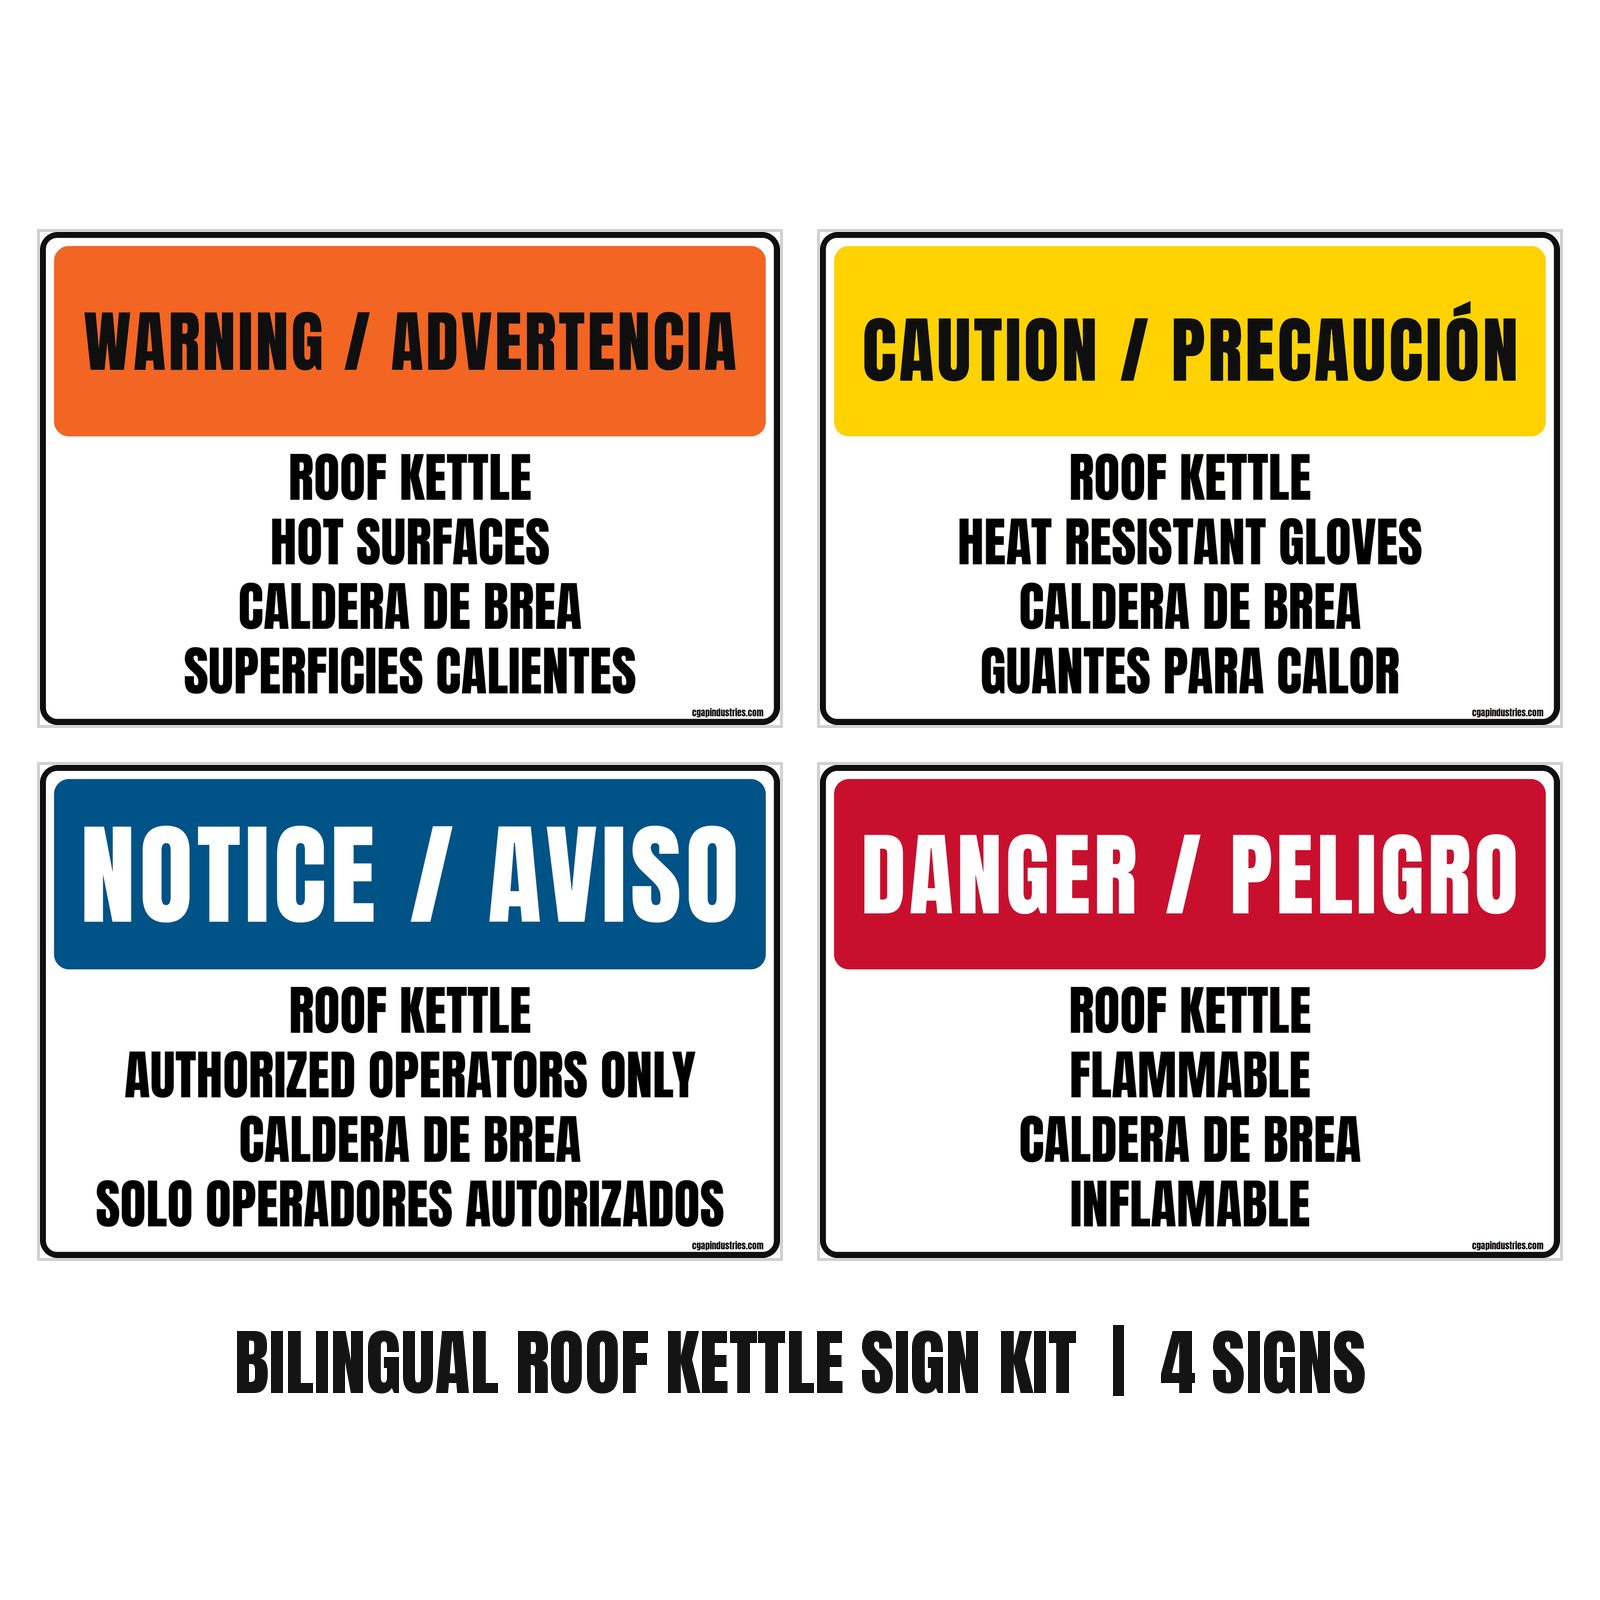 WARNING / ADVERTENCIA
ROOF KETTLE
HOT SURFACES
CALDERA DE BREA
SUPERFICIES CALIENTES
cgapindustries.com
CAUTION / PRECAUCIÓN
ROOF KETTLE
HEAT RESISTANT GLOVES
CALDERA DE BREA
GUANTES PARA CALOR
cgapindustries.com
NOTICE / AVISO
ROOF KETTLE
AUTHORIZED OPERATORS ONLY
CALDERA DE BREA
SOLO OPERADORES AUTORIZADOS
cgapindustries.com
DANGER / PELIGRO
ROOF KETTLE
FLAMMABLE
CALDERA DE BREA
INFLAMABLE
cgapindustries.com
BILINGUAL ROOF KETTLE SIGN KIT | 4 SIGNS